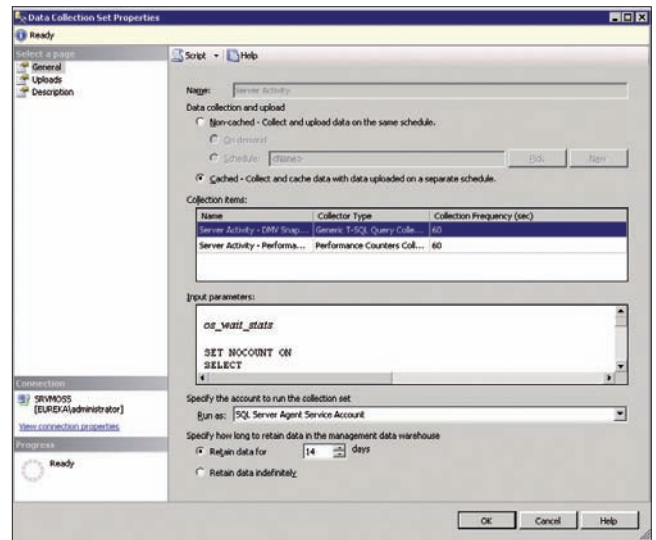 Data Collection Set Properties
Ready
Select a page
General
Uploads
Description
Script
Help
Name: Server Activity
Data collection and upload
Non-cached - Collect and upload data on the same schedule.
On demand
Schedule: <None>
Pick
New
Cached - Collect and cache data with data uploaded on a separate schedule.
Collection items:
Name Collector Type Collection Frequency (sec)
Server Activity - DMV Snap... Generic T-SQL Query Colle... 60
Server Activity - Performa... Performance Counters Coll... 60
Input parameters:
os_wait_stats
SET NOCOUNT ON
SELECT
Connection
SRVMOSS
[EUREKA\administrator]
View connection properties
Specify the account to run the collection set
Run as: SQL Server Agent Service Account
Progress
Ready
Specify how long to retain data in the management data warehouse
Retain data for 14 days
Retain data indefinitely
OK
Cancel
Help